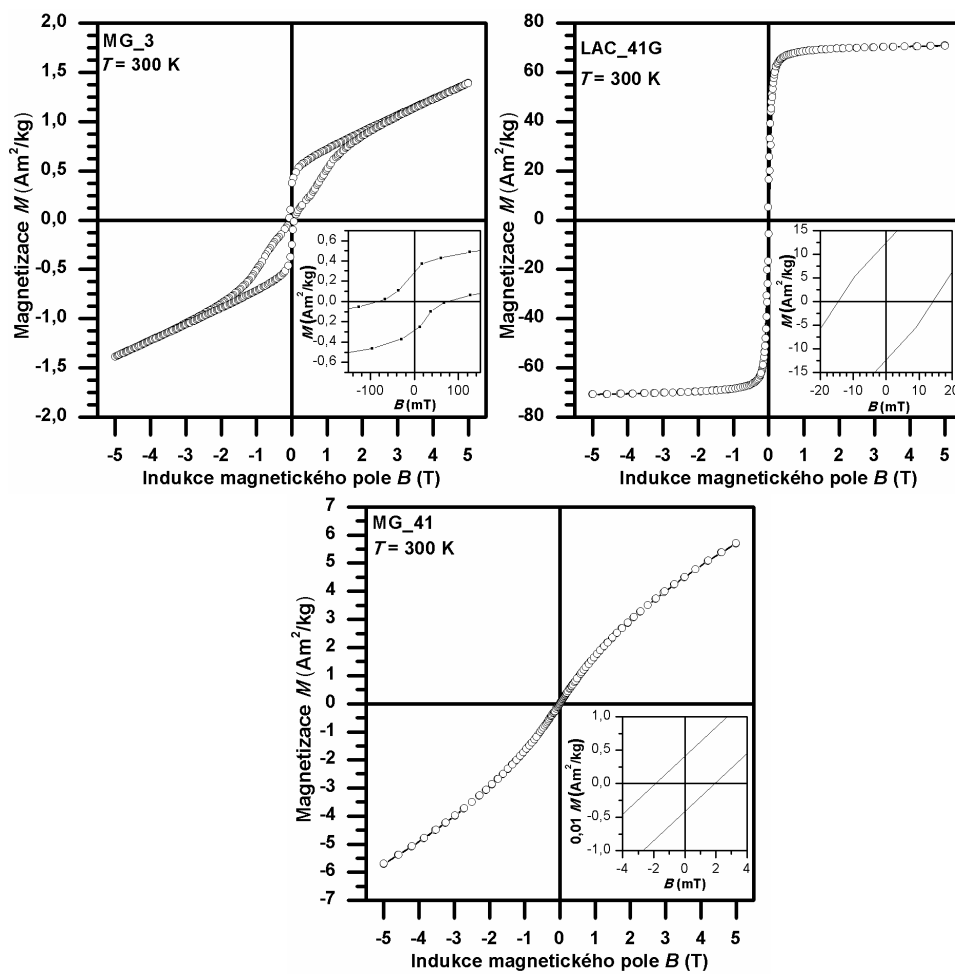 MG_3
T = 300 K
Magnetizace M (Am²/kg)
2,0
1,5
1,0
0,5
0,0
-0,5
-1,0
-1,5
-2,0
-5 -4 -3 -2 -1 0 1 2 3 4 5
Indukce magnetického pole B (T)
M (Am²/kg)
0,6
0,4
0,2
0,0
-0,2
-0,4
-0,6
-100 0 100
B (mT)
LAC_41G
T = 300 K
Magnetizace M (Am²/kg)
80
60
40
20
0
-20
-40
-60
-80
-5 -4 -3 -2 -1 0 1 2 3 4 5
Indukce magnetického pole B (T)
M (Am²/kg)
15
10
5
0
-5
-10
-15
-20 -10 0 10 20
B (mT)
MG_41
T = 300 K
Magnetizace M (Am²/kg)
7
6
5
4
3
2
1
0
-1
-2
-3
-4
-5
-6
-7
-5 -4 -3 -2 -1 0 1 2 3 4 5
Indukce magnetického pole B (T)
0,01 M (Am²/kg)
1,0
0,5
0,0
-0,5
-1,0
-4 -2 0 2 4
B (mT)